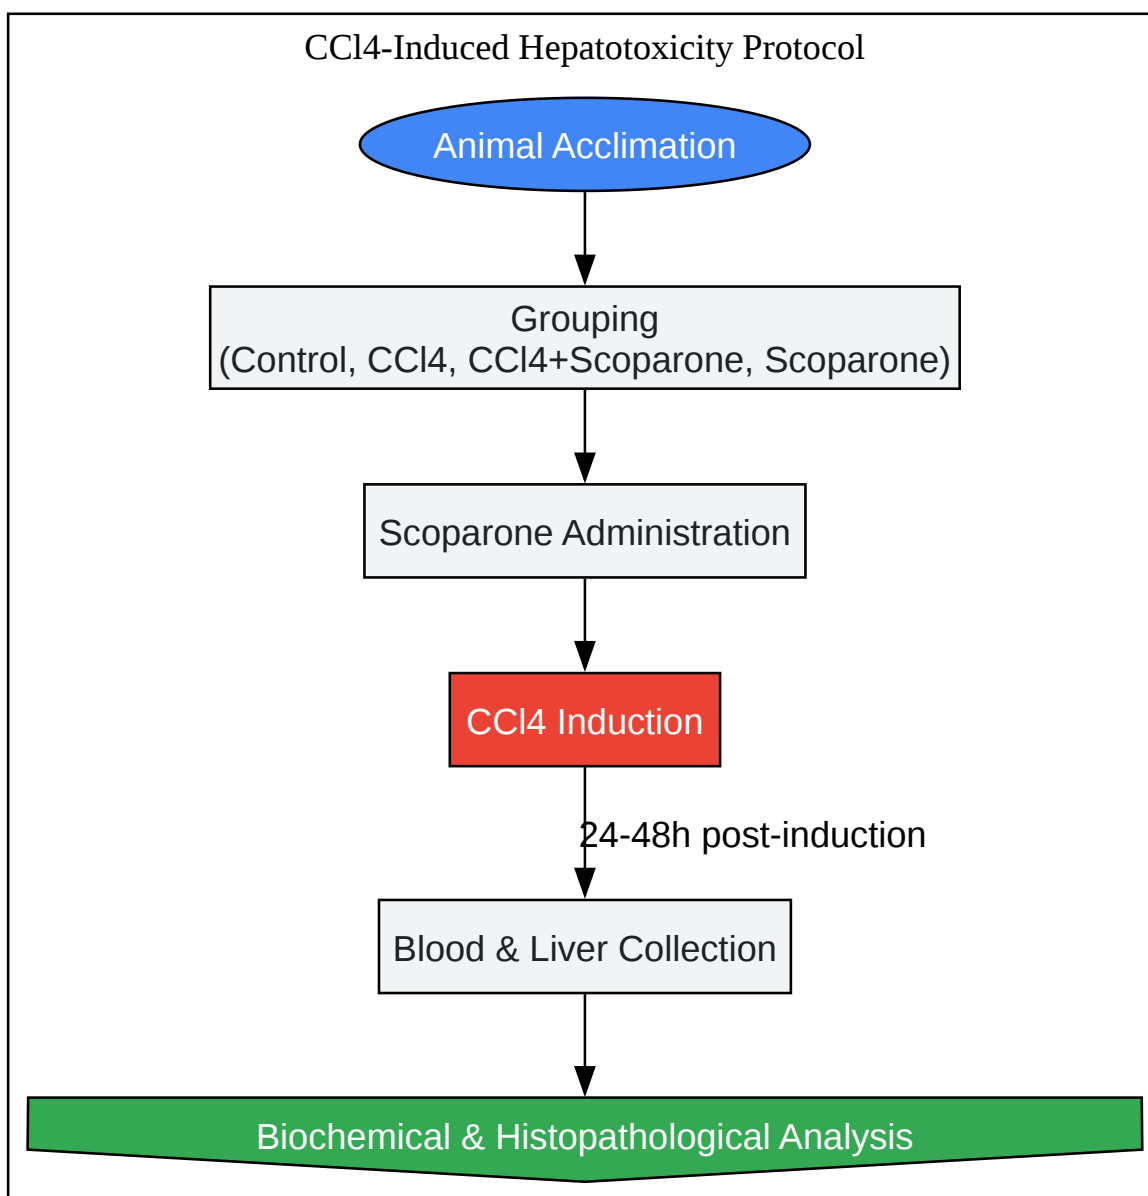 CCl4-Induced Hepatotoxicity Protocol
Animal Acclimation
Grouping
(Control, CCl4, CCl4+Scoparone, Scoparone)
Scoparone Administration
CCl4 Induction
24-48h post-induction
Blood & Liver Collection
Biochemical & Histopathological Analysis